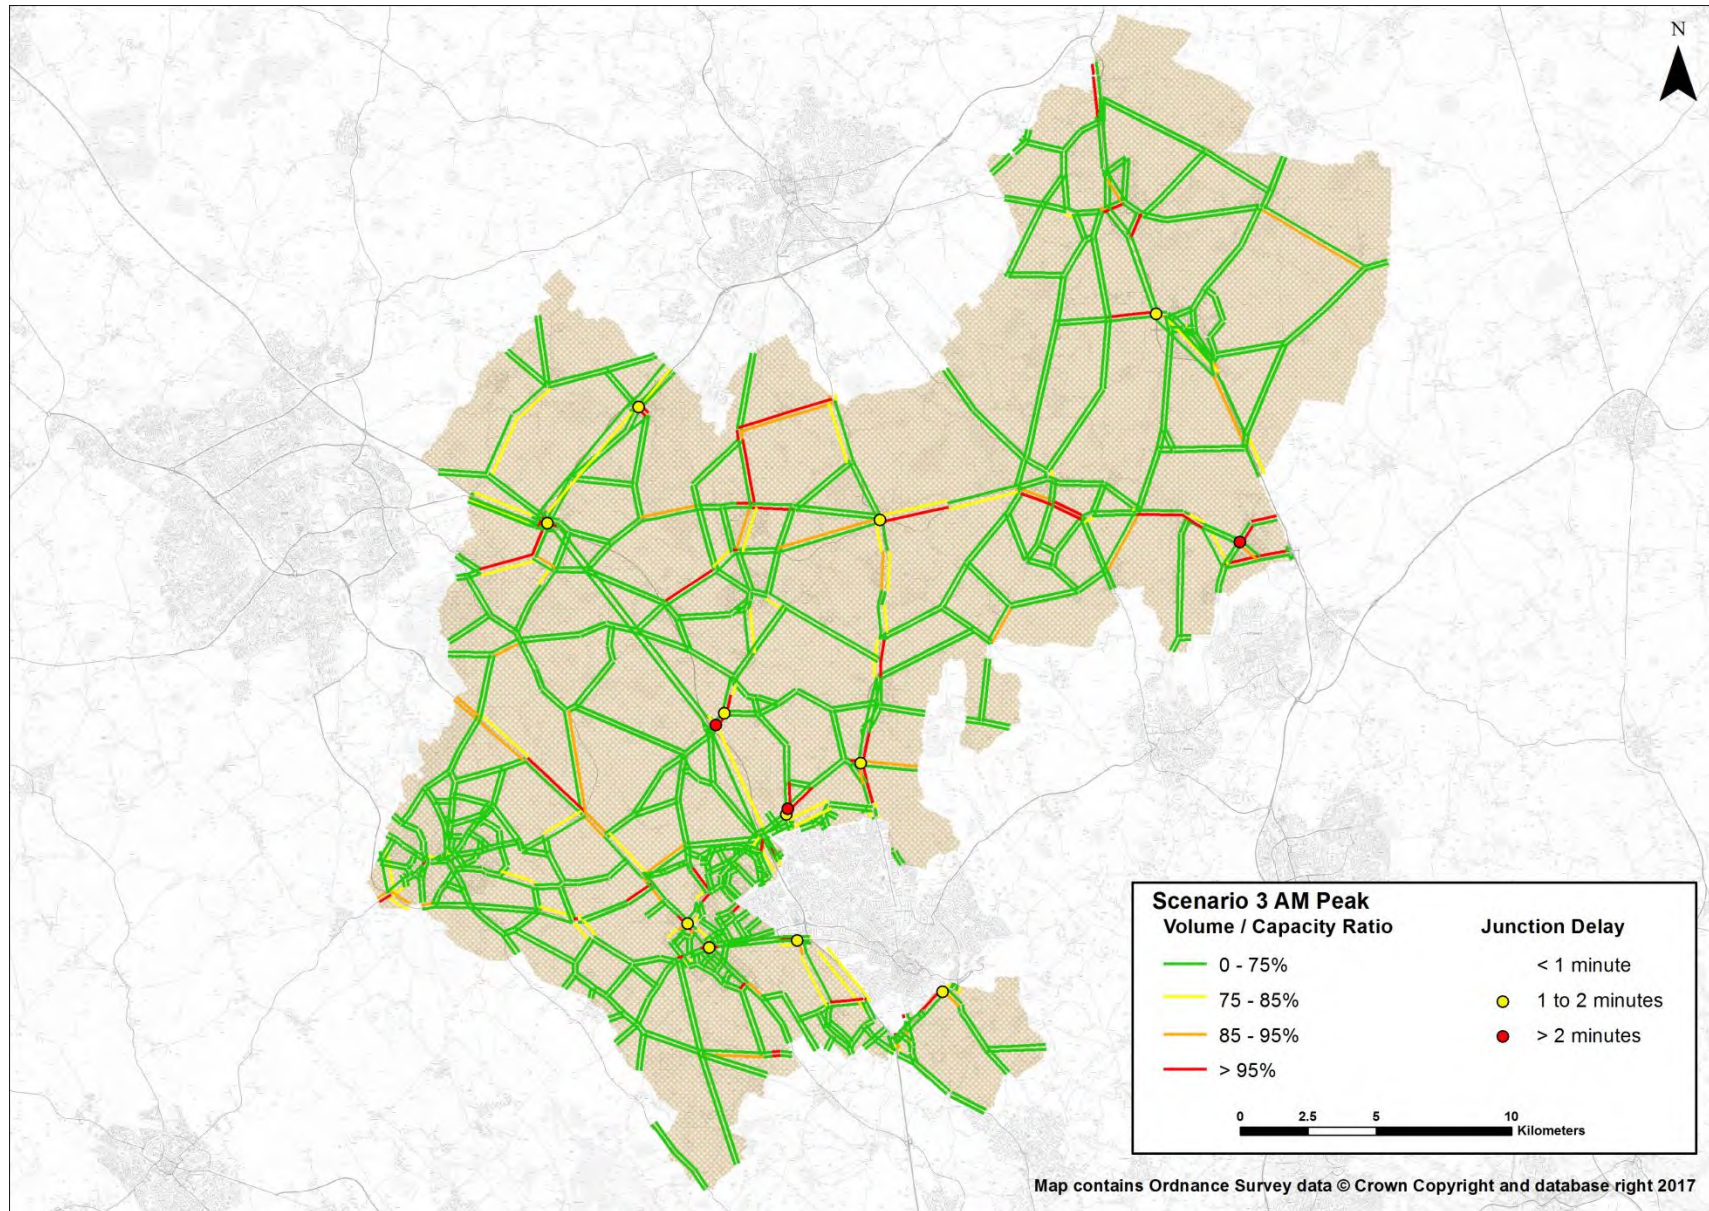 N
Scenario 3 AM Peak
Volume / Capacity Ratio
Junction Delay
0 - 75%
< 1 minute
75 - 85%
1 to 2 minutes
85 - 95%
> 2 minutes
> 95%
0 2.5 5 10
Kilometers
Map contains Ordnance Survey data © Crown Copyright and database right 2017